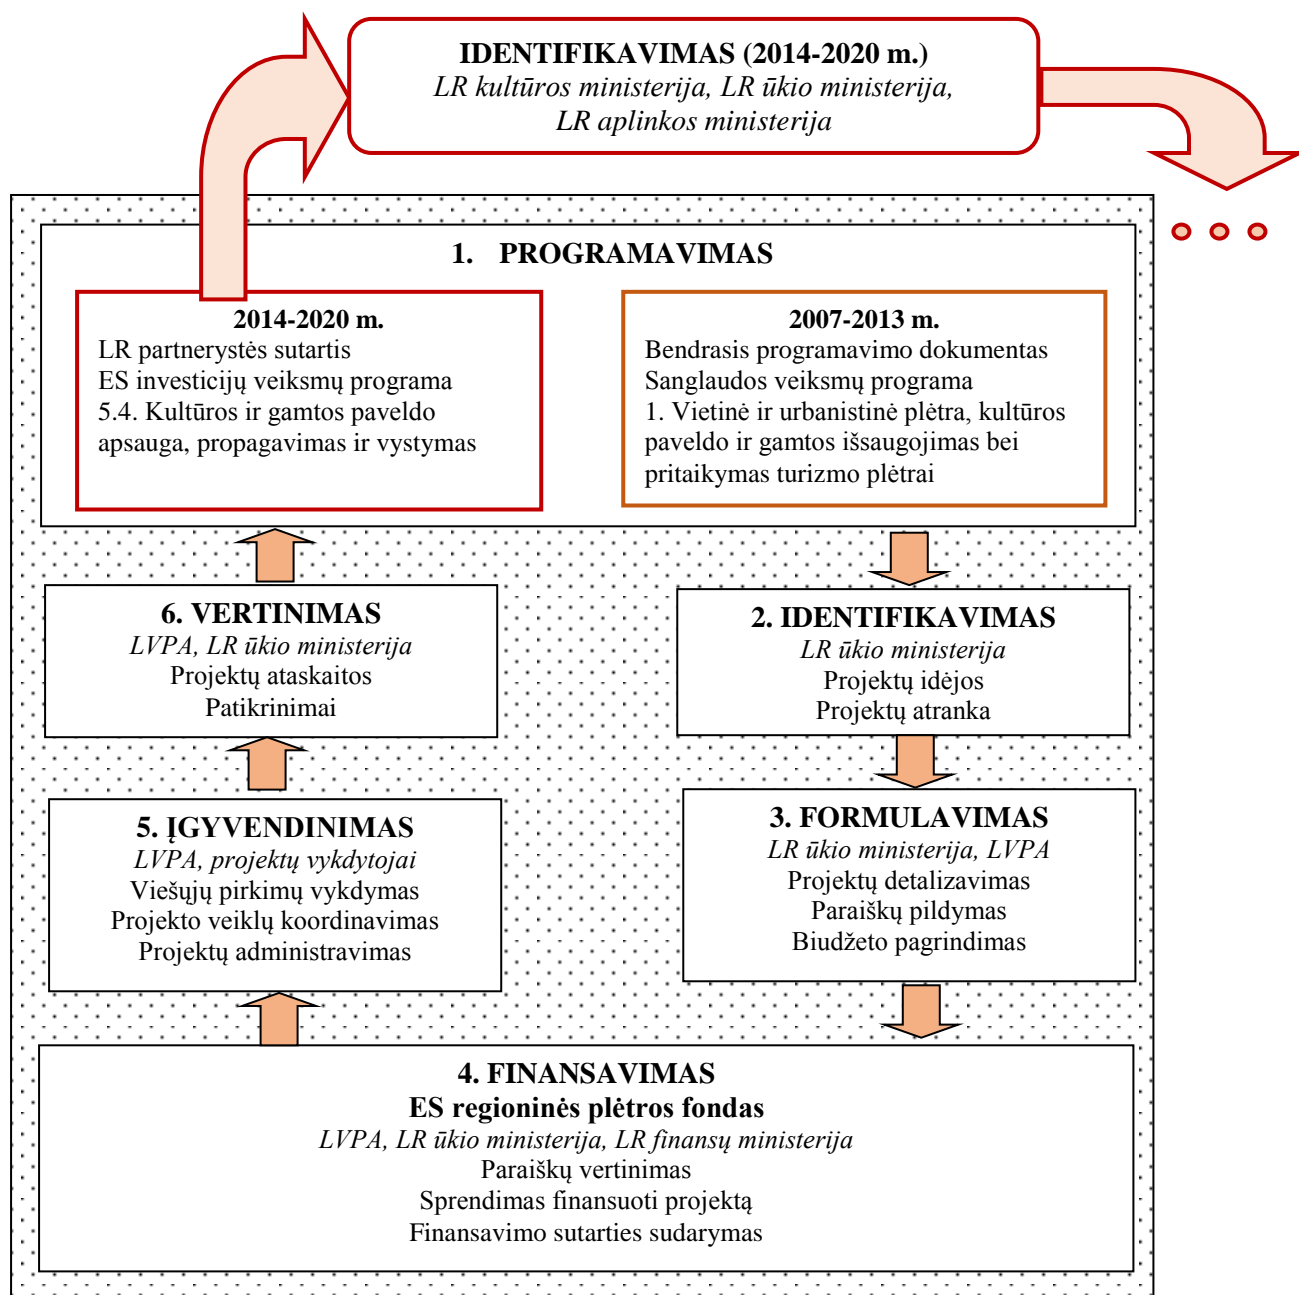 IDENTIFIKAVIMAS (2014-2020 m.)
LR kultūros ministerija, LR ūkio ministerija,
LR aplinkos ministerija
1. PROGRAMAVIMAS
2014-2020 m.
LR partnerystės sutartis
ES investicijų veiksmų programa
5.4. Kultūros ir gamtos paveldo
apsauga, propagavimas ir vystymas
2007-2013 m.
Bendrasis programavimo dokumentas
Sanglaudos veiksmų programa
1. Vietinė ir urbanistinė plėtra, kultūros
paveldo ir gamtos išsaugojimas bei
pritaikymas turizmo plėtrai
6. VERTINIMAS
LVPA, LR ūkio ministerija
Projektų ataskaitos
Patikrinimai
2. IDENTIFIKAVIMAS
LR ūkio ministerija
Projektų idėjos
Projektų atranka
5. ĮGYVENDINIMAS
LVPA, projektų vykdytojai
Viešųjų pirkimų vykdymas
Projekto veiklų koordinavimas
Projektų administravimas
3. FORMULAVIMAS
LR ūkio ministerija, LVPA
Projektų detalizavimas
Paraiškų pildymas
Biudžeto pagrindimas
4. FINANSAVIMAS
ES regioninės plėtros fondas
LVPA, LR ūkio ministerija, LR finansų ministerija
Paraiškų vertinimas
Sprendimas finansuoti projektą
Finansavimo sutarties sudarymas